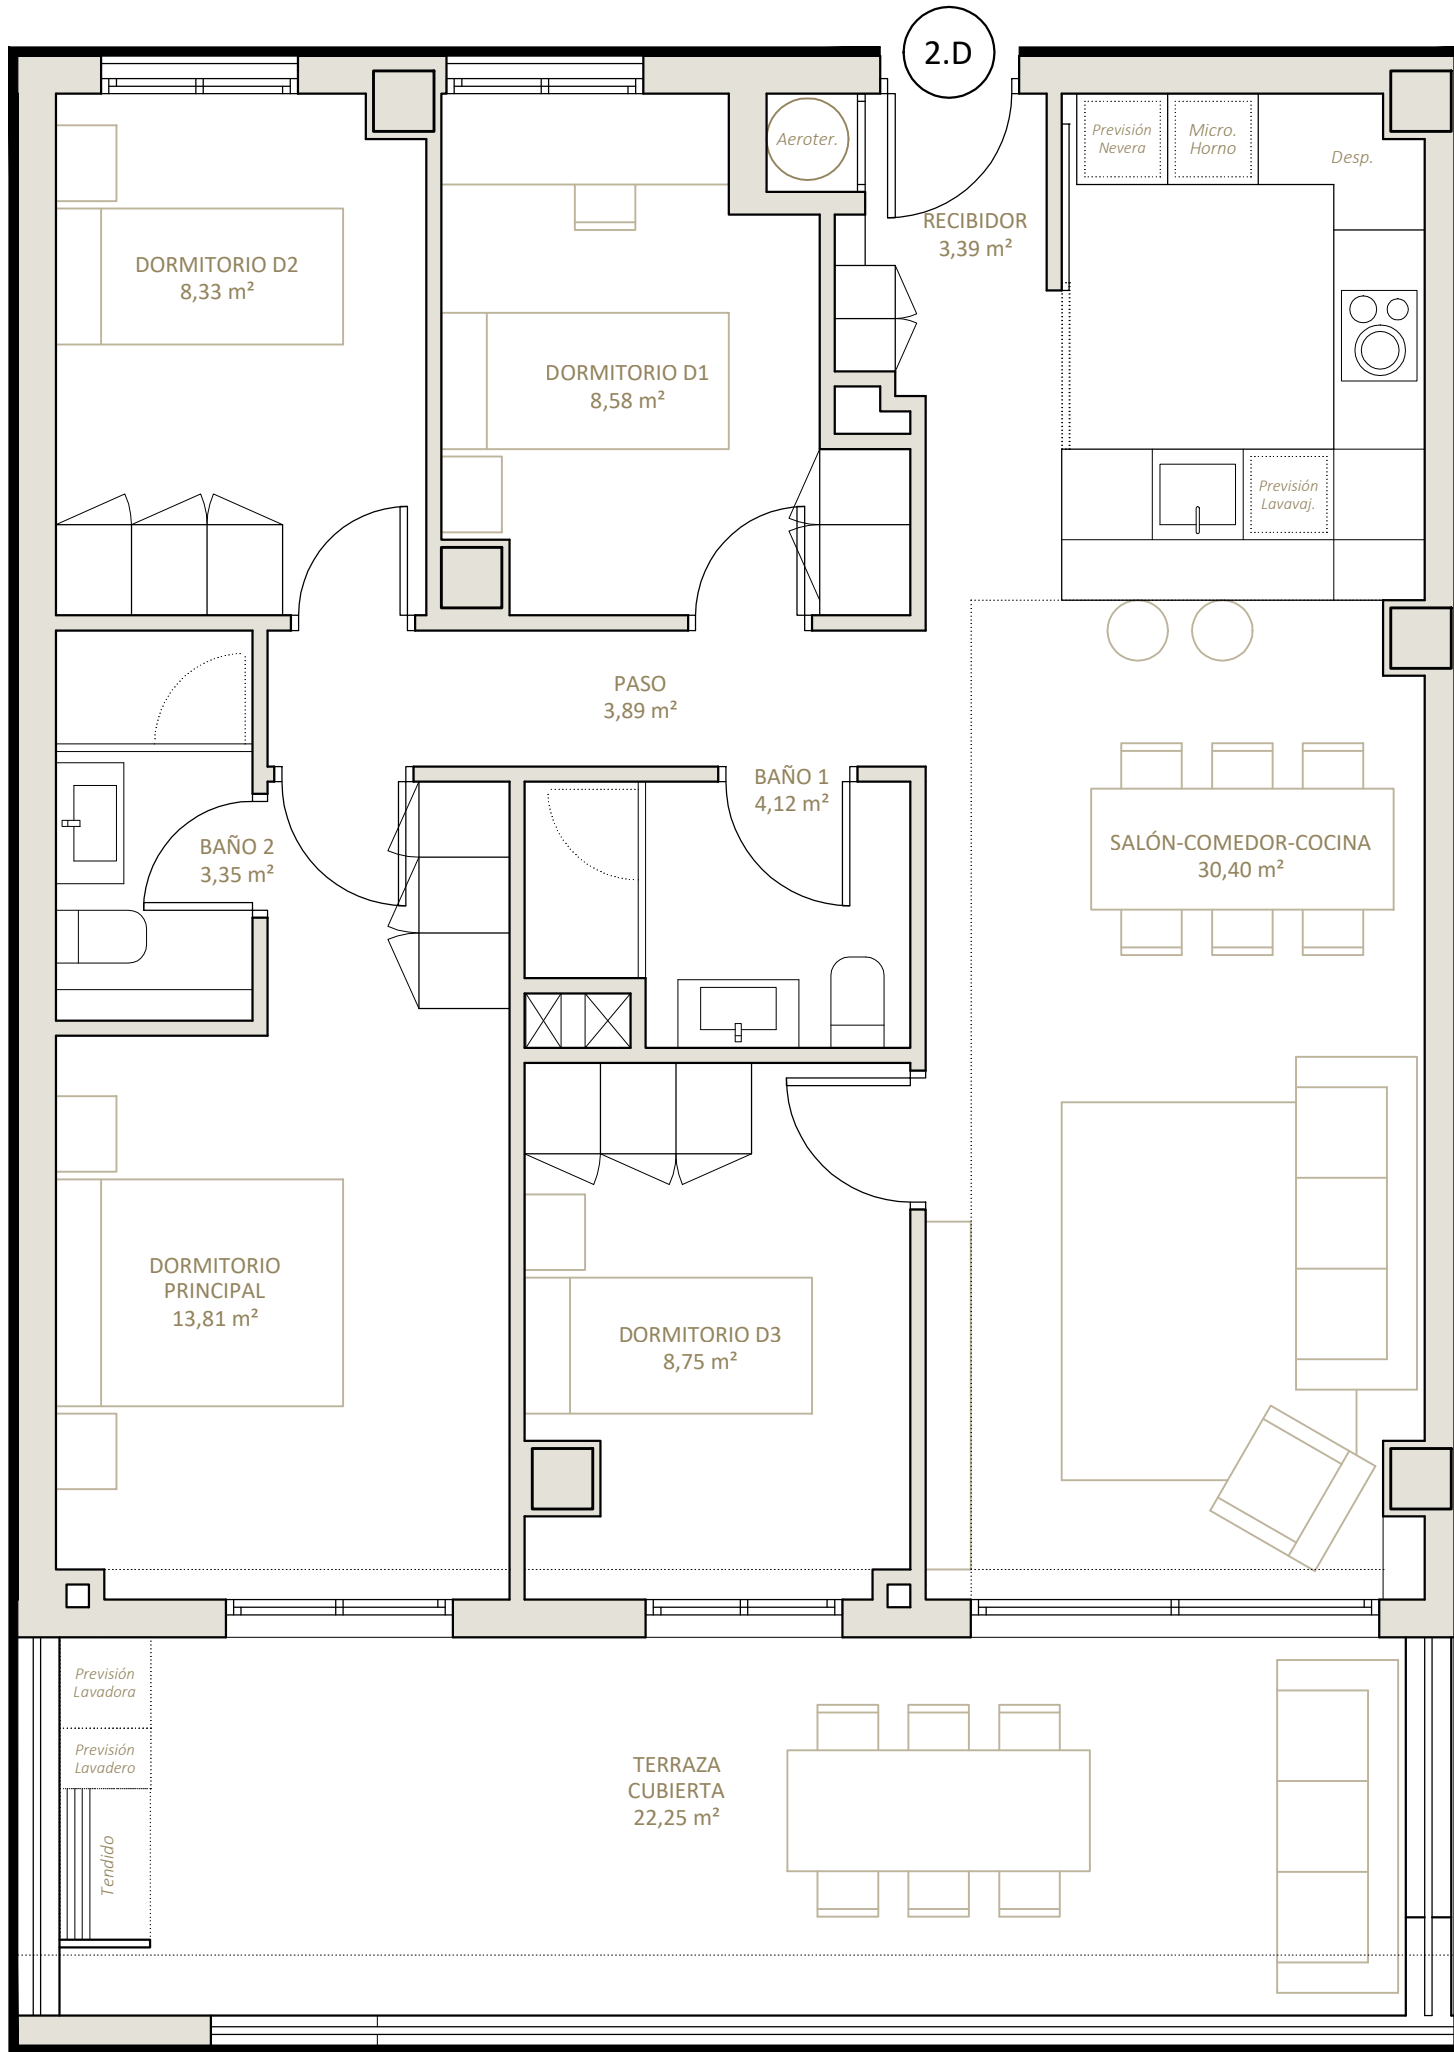 2.D
Aeroter.
Previsión
Nevera
Micro.
Horno
Desp.
RECIBIDOR
3,39 m²
DORMITORIO D2
8,33 m²
DORMITORIO D1
8,58 m²
Previsión
Lavavaj.
PASO
3,89 m²
BAÑO 1
4,12 m²
BAÑO 2
3,35 m²
SALÓN-COMEDOR-COCINA
30,40 m²
DORMITORIO
PRINCIPAL
13,81 m²
DORMITORIO D3
8,75 m²
Previsión
Lavadora
Previsión
Lavadero
Tendido
TERRAZA
CUBIERTA
22,25 m²